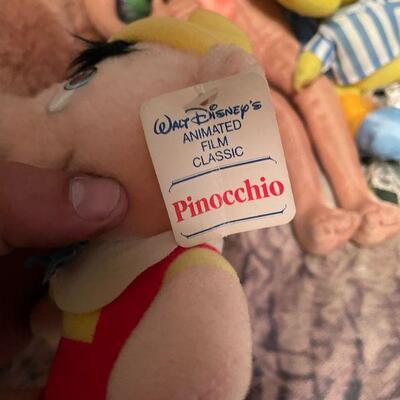 Walt Disney's
ANIMATED
FILM
CLASSIC
Pinocchio